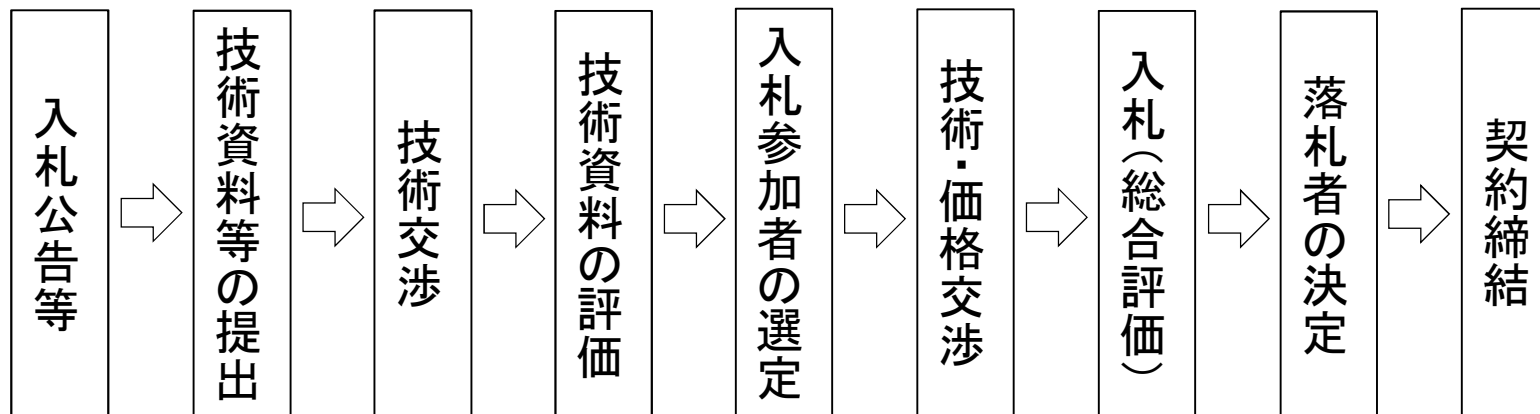 入札公告等
技術資料等の提出
技術交渉
技術資料の評価
入札参加者の選定
技術・価格交渉
入札（総合評価）
落札者の決定
契約締結